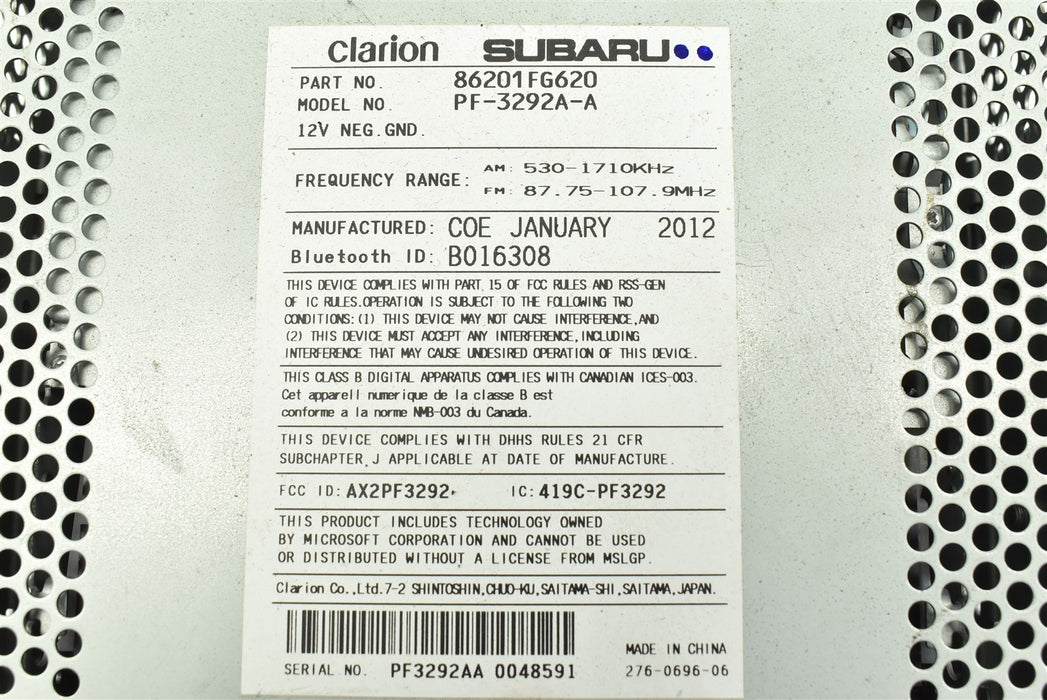 clarion SUBARU
PART NO. 86201FG620
MODEL NO. PF-3292A-A
12V NEG.GND.
FREQUENCY RANGE: AM: 530-1710KHz
FM: 87.75-107.9MHz
MANUFACTURED: COE JANUARY 2012
Bluetooth ID: B016308
THIS DEVICE COMPLIES WITH PART 15 OF FCC RULES AND RSS-GEN
OF IC RULES.OPERATION IS SUBJECT TO THE FOLLOWING TWO
CONDITIONS:(1) THIS DEVICE MAY NOT CAUSE INTERFERENCE,AND
(2) THIS DEVICE MUST ACCEPT ANY INTERFERENCE,INCLUDING
INTERFERENCE THAT MAY CAUSE UNDESIRED OPERATION OF THIS DEVICE.
THIS CLASS B DIGITAL APPARATUS COMPLIES WITH CANADIAN ICES-003.
Cet appareil numerique de la classe B est
conforme a la norme NMB-003 du Canada.
THIS DEVICE COMPLIES WITH DHHS RULES 21 CFR
SUBCHAPTER J APPLICABLE AT DATE OF MANUFACTURE.
FCC ID: AX2PF3292 IC: 419C-PF3292
THIS PRODUCT INCLUDES TECHNOLOGY OWNED
BY MICROSOFT CORPORATION AND CANNOT BE USED
OR DISTRIBUTED WITHOUT A LICENSE FROM MSLGP.
Clarion Co.,Ltd.7-2 SHINTOSHIN,CHUO-KU,SAITAMA-SHI,SAITAMA,JAPAN.
SERIAL NO. PF3292AA 0048591
MADE IN CHINA
276-0696-06